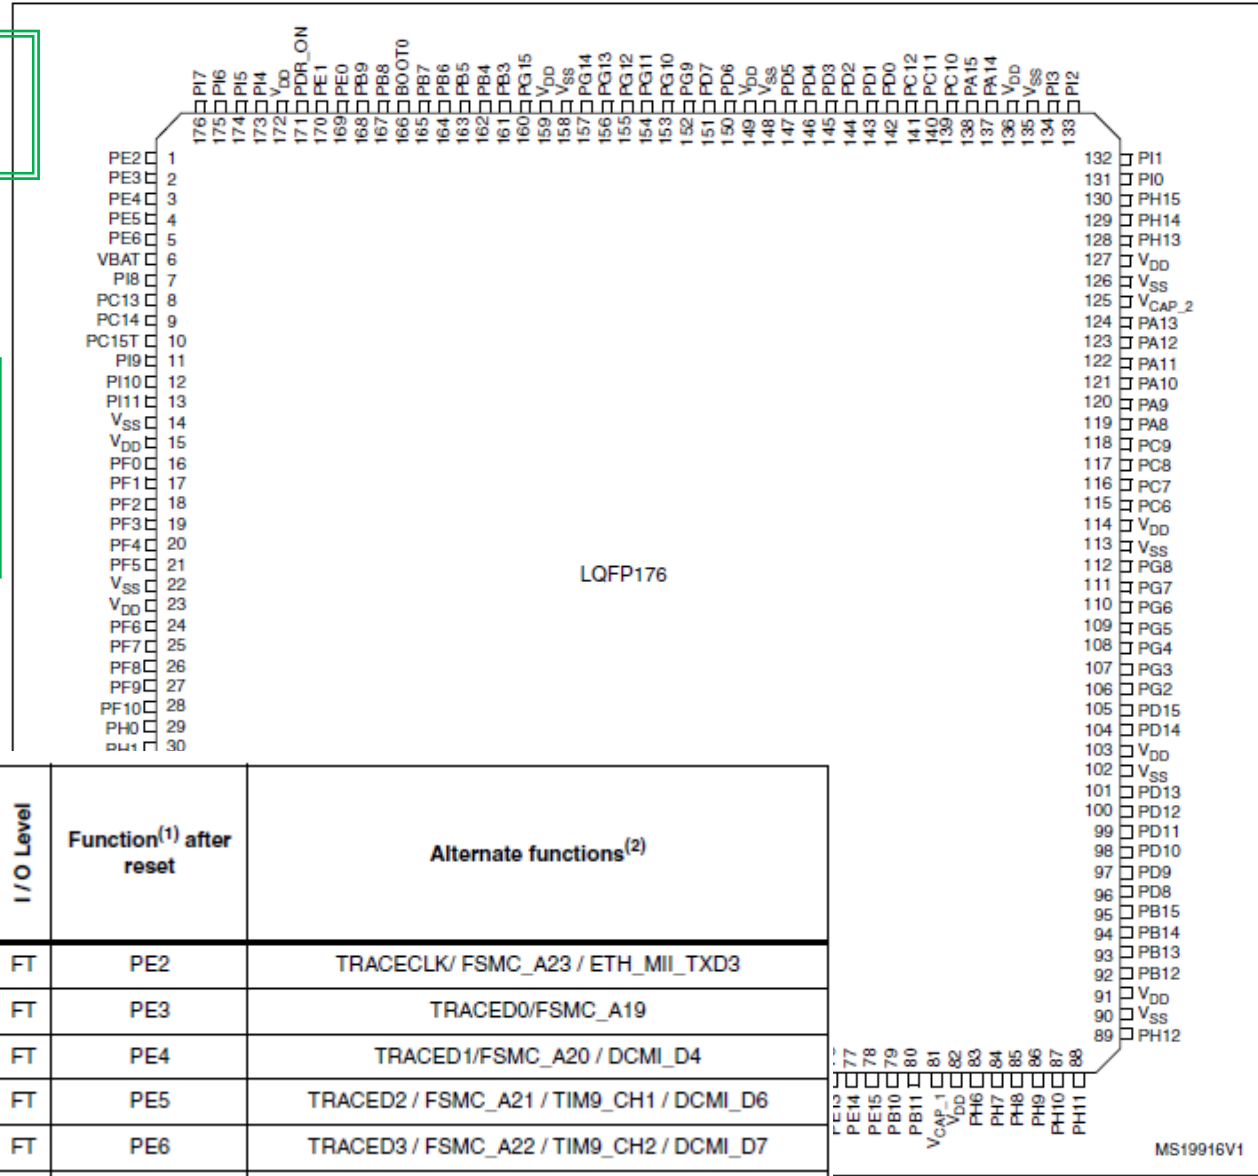 PI7 PI6 PI5 PI4 VDD PDR_ON PE1 PE0 PB9 PB8 BOOT0 PB7 PB6 PB5 PB4 PB3 PG15 VDD VSS PG14 PG13 PG12 PG11 PG10 PG9 PD7 PD6 VDD VSS PD5 PD4 PD3 PD2 PD1 PD0 PC12 PC11 PC10 PA15 PA14 VDD VSS PI3 PI2
176 175 174 173 172 171 170 169 168 167 166 165 164 163 162 161 160 159 158 157 156 155 154 153 152 151 150 149 148 147 146 145 144 143 142 141 140 139 138 137 136 135 134 133
PE2 1 132 PI1
PE3 2 131 PI0
PE4 3 130 PH15
PE5 4 129 PH14
PE6 5 128 PH13
VBAT 6 127 VDD
PI8 7 126 VSS
PC13 8 125 VCAP_2
PC14 9 124 PA13
PC15T 10 123 PA12
PI9 11 122 PA11
PI10 12 121 PA10
PI11 13 120 PA9
VSS 14 119 PA8
VDD 15 118 PC9
PF0 16 117 PC8
PF1 17 116 PC7
PF2 18 115 PC6
PF3 19 114 VDD
PF4 20 113 VSS
PF5 21 112 PG8
LQFP176
VSS 22 111 PG7
VDD 23 110 PG6
PF6 24 109 PG5
PF7 25 108 PG4
PF8 26 107 PG3
PF9 27 106 PG2
PF10 28 105 PD15
PH0 29 104 PD14
PH1 30 103 VDD
102 VSS
101 PD13
100 PD12
99 PD11
98 PD10
97 PD9
96 PD8
95 PB15
94 PB14
93 PB13
92 PB12
91 VDD
90 VSS
89 PH12
I / O Level
Function(1) after
reset
Alternate functions(2)
FT PE2 TRACECLK/ FSMC_A23 / ETH_MII_TXD3
FT PE3 TRACED0/FSMC_A19
FT PE4 TRACED1/FSMC_A20 / DCMI_D4
FT PE5 TRACED2 / FSMC_A21 / TIM9_CH1 / DCMI_D6
FT PE6 TRACED3 / FSMC_A22 / TIM9_CH2 / DCMI_D7
77 78 79 80 81 82 83 84 85 86 87 88
PE13 PE14 PE15 PB10 PB11 VCAP_1 VDD PH6 PH7 PH8 PH9 PH10 PH11
MS19916V1